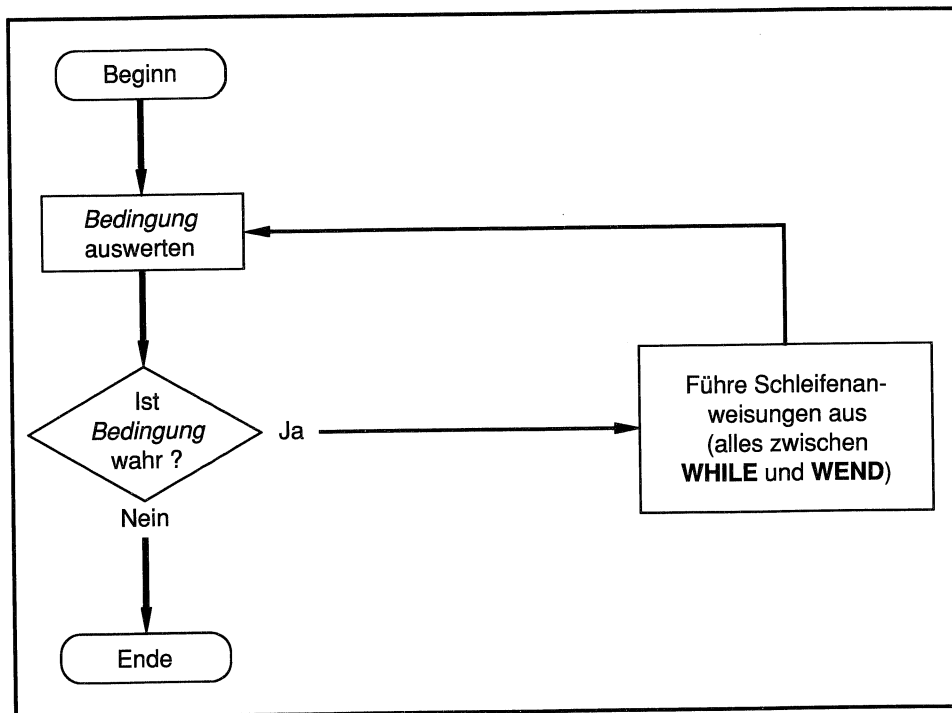 Beginn
Bedingung
auswerten
Ist
Bedingung
wahr ?
Ja
Führe Schleifenan-
weisungen aus
(alles zwischen
WHILE und WEND)
Nein
Ende